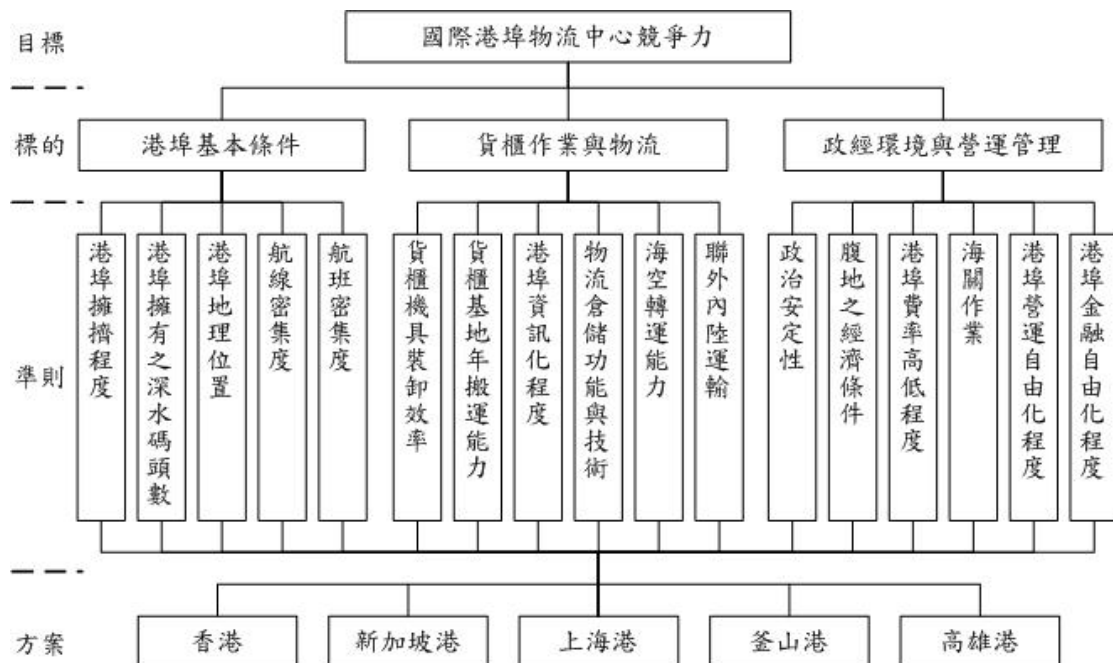 目標
國際港埠物流中心競爭力
標的
港埠基本條件
貨櫃作業與物流
政經環境與營運管理
準則
港埠擁擠程度
港埠擁有之深水碼頭數
港埠地理位置
航線密集度
航班密集度
貨櫃機具裝卸效率
貨櫃基地年搬運能力
港埠資訊化程度
物流倉儲功能與技術
海空轉運能力
聯外內陸運輸
政治安定性
腹地之經濟條件
港埠費率高低程度
海關作業
港埠營運自由化程度
港埠金融自由化程度
方案
香港
新加坡港
上海港
釜山港
高雄港